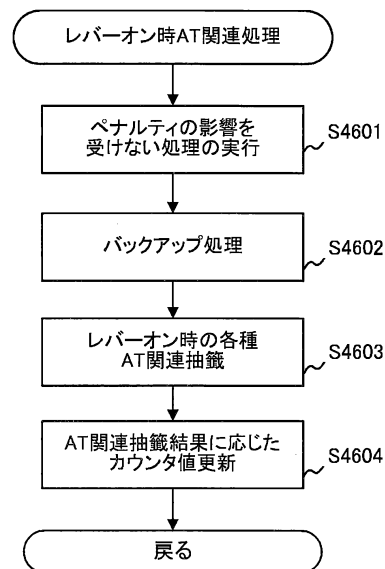 レバーオン時AT関連処理
ペナルティの影響を
受けない処理の実行
S4601
バックアップ処理
S4602
レバーオン時の各種
AT関連抽籤
S4603
AT関連抽籤結果に応じた
カウンタ値更新
S4604
戻る